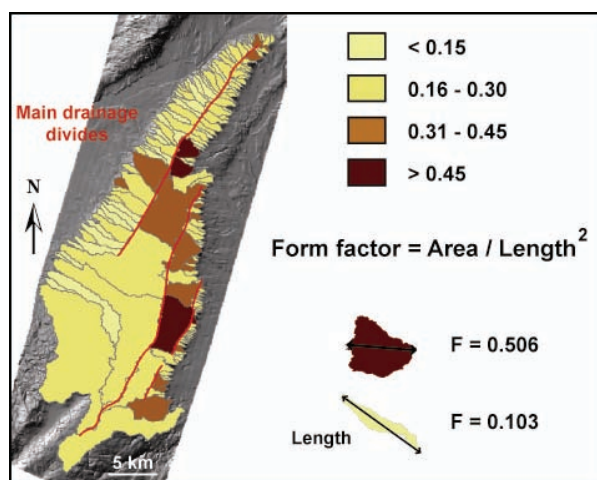 Main drainage
divides
N
5 km
< 0.15
0.16 - 0.30
0.31 - 0.45
> 0.45
Form factor = Area / Length²
F = 0.506
F = 0.103
Length